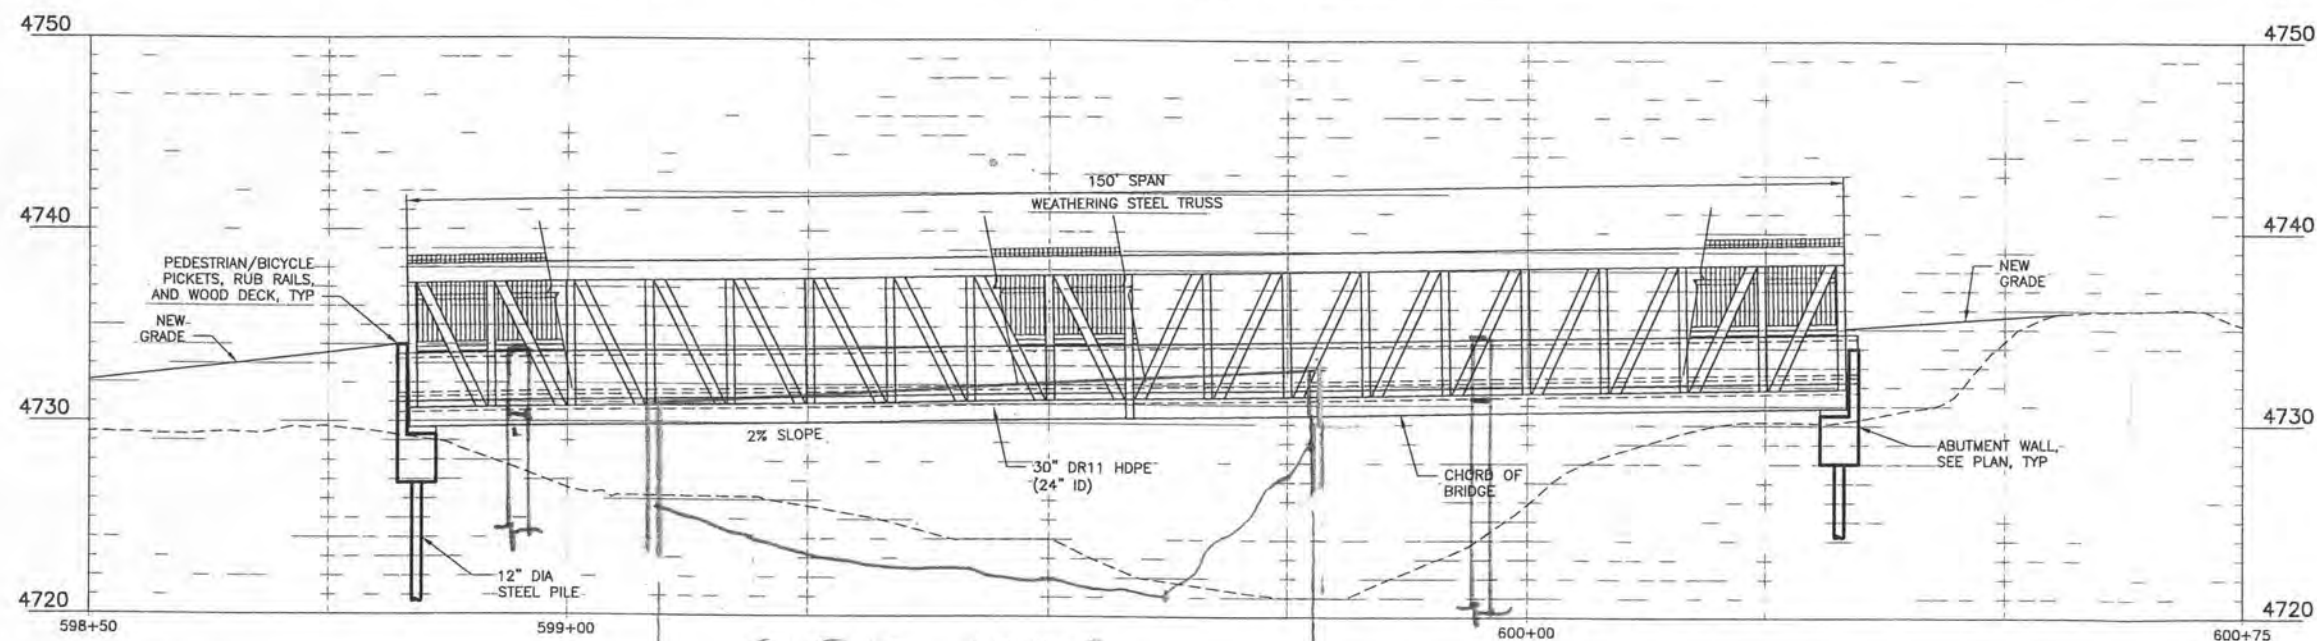 4750
4750
150' SPAN
WEATHERING STEEL TRUSS
4740
4740
PEDESTRIAN/BICYCLE
PICKETS, RUB RAILS,
AND WOOD DECK, TYP
NEW
GRADE
NEW
GRADE
4730
4730
2% SLOPE
30" DR11 HDPE
(24" ID)
CHORD OF
BRIDGE
ABUTMENT WALL,
SEE PLAN, TYP
12" DIA
STEEL PILE
4720
4720
598+50
599+00
600+00
600+75